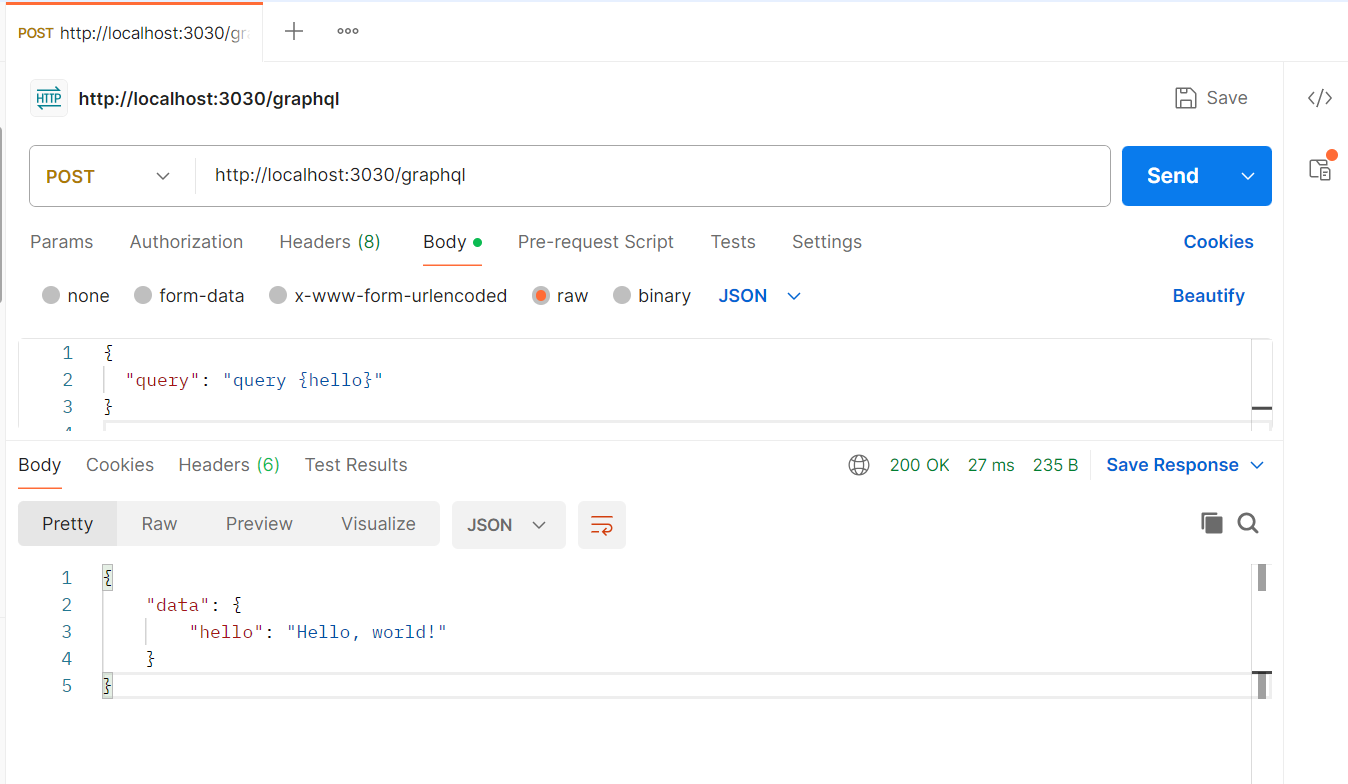 POST http://localhost:3030/gr
HTTP http://localhost:3030/graphql Save </>
POST http://localhost:3030/graphql Send
Params Authorization Headers (8) Body Pre-request Script Tests Settings Cookies
none form-data x-www-form-urlencoded raw binary JSON Beautify
1 {
2 "query": "query {hello}"
3 }
4
Body Cookies Headers (6) Test Results 200 OK 27 ms 235 B Save Response
Pretty Raw Preview Visualize JSON
1 {
2 "data": {
3 "hello": "Hello, world!"
4 }
5 }